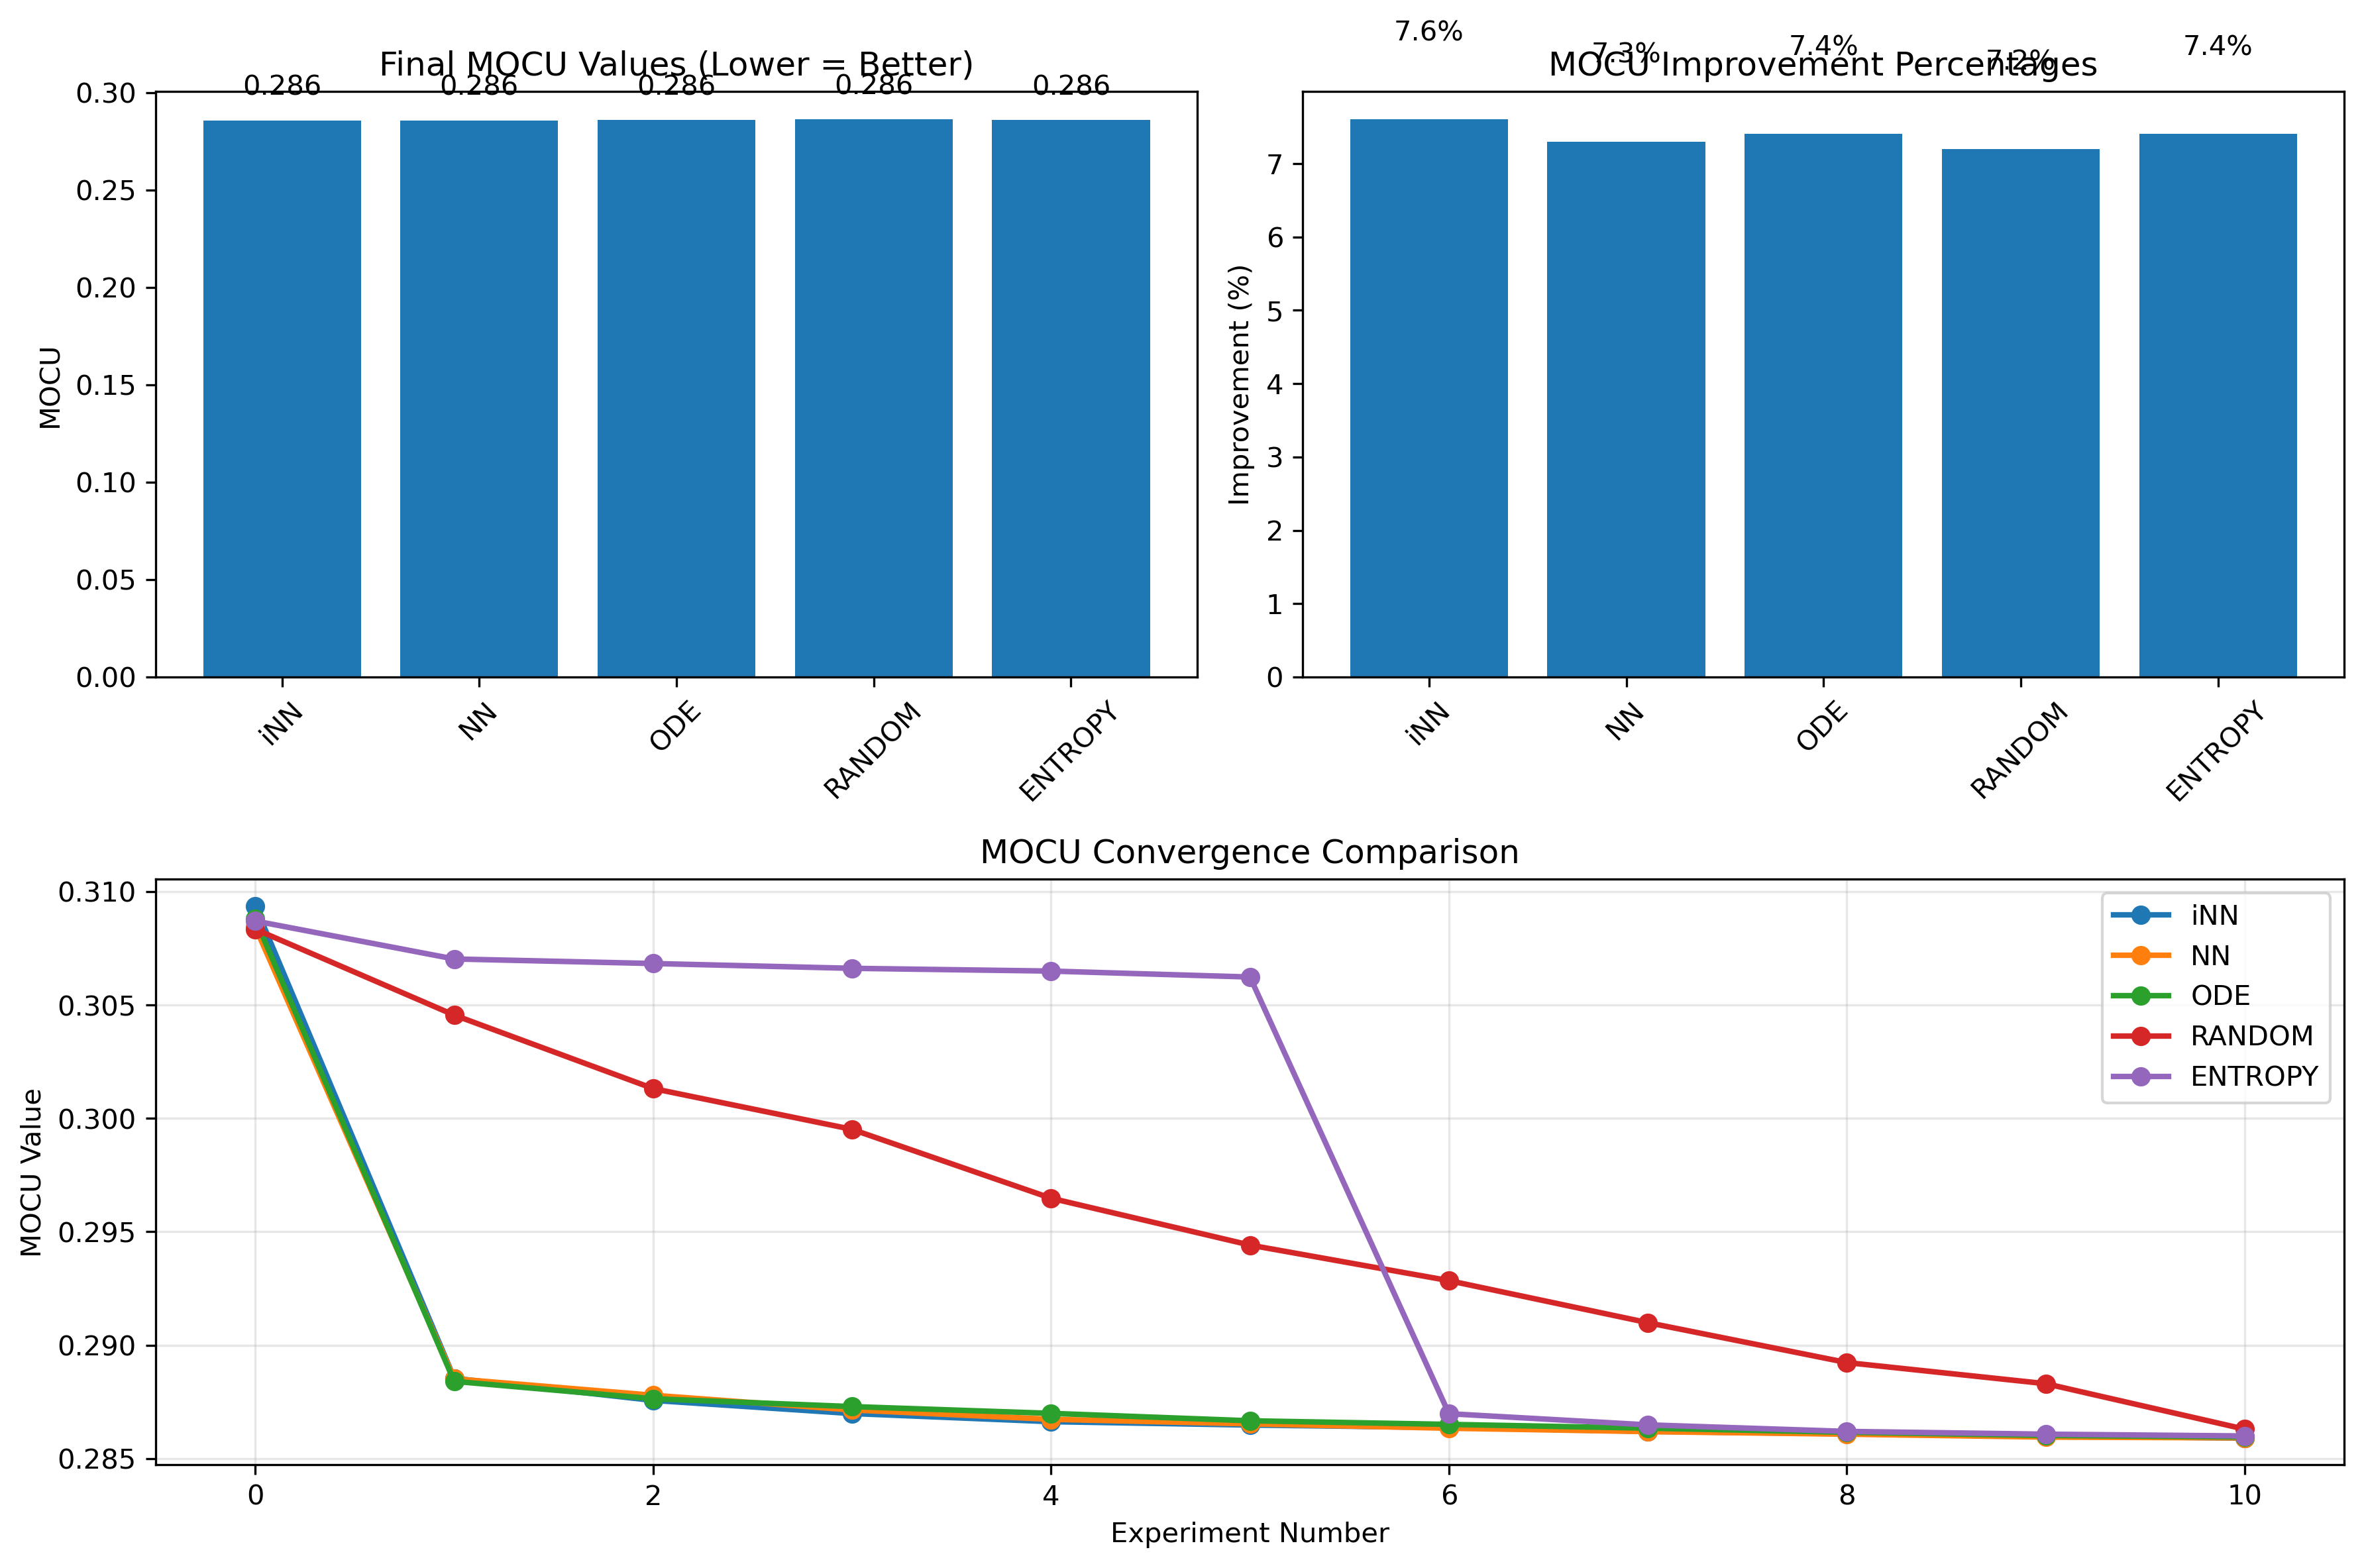 Final MOCU Values (Lower = Better)
0.286
0.286
0.286
0.286
0.286
0.30
0.25
0.20
0.15
0.10
0.05
0.00
MOCU
iNN
NN
ODE
RANDOM
ENTROPY
MOCU Improvement Percentages
7.6%
7.3%
7.4%
7.2%
7.4%
7
6
5
4
3
2
1
0
Improvement (%)
iNN
NN
ODE
RANDOM
ENTROPY
MOCU Convergence Comparison
0.310
0.305
0.300
0.295
0.290
0.285
MOCU Value
iNN
NN
ODE
RANDOM
ENTROPY
0
2
4
6
8
10
Experiment Number